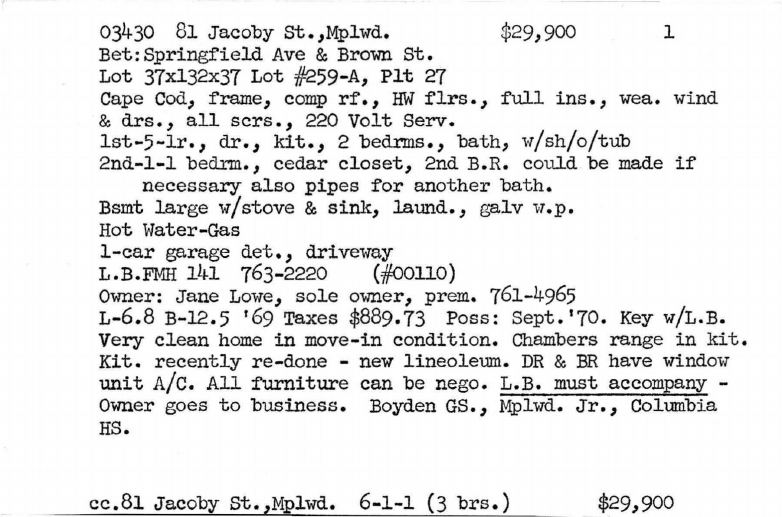 03430 81 Jacoby St.,Mplwd. $29,900 1
Bet:Springfield Ave & Brown St.
Lot 37x132x37 Lot #259-A, Plt 27
Cape Cod, frame, comp rf., HW flrs., full ins., wea. wind
& drs., all scrs., 220 Volt Serv.
1st-5-lr., dr., kit., 2 bedrms., bath, w/sh/o/tub
2nd-1-1 bedrm., cedar closet, 2nd B.R. could be made if
necessary also pipes for another bath.
Bsmt large w/stove & sink, laund., galv w.p.
Hot Water-Gas
1-car garage det., driveway
L.B.FMH 141 763-2220 (#00110)
Owner: Jane Lowe, sole owner, prem. 761-4965
L-6.8 B-12.5 '69 Taxes $889.73 Poss: Sept.'70. Key w/L.B.
Very clean home in move-in condition. Chambers range in kit.
Kit. recently re-done - new lineoleum. DR & BR have window
unit A/C. All furniture can be nego. L.B. must accompany -
Owner goes to business. Boyden GS., Mplwd. Jr., Columbia
HS.
cc.81 Jacoby St.,Mplwd. 6-1-1 (3 brs.) $29,900